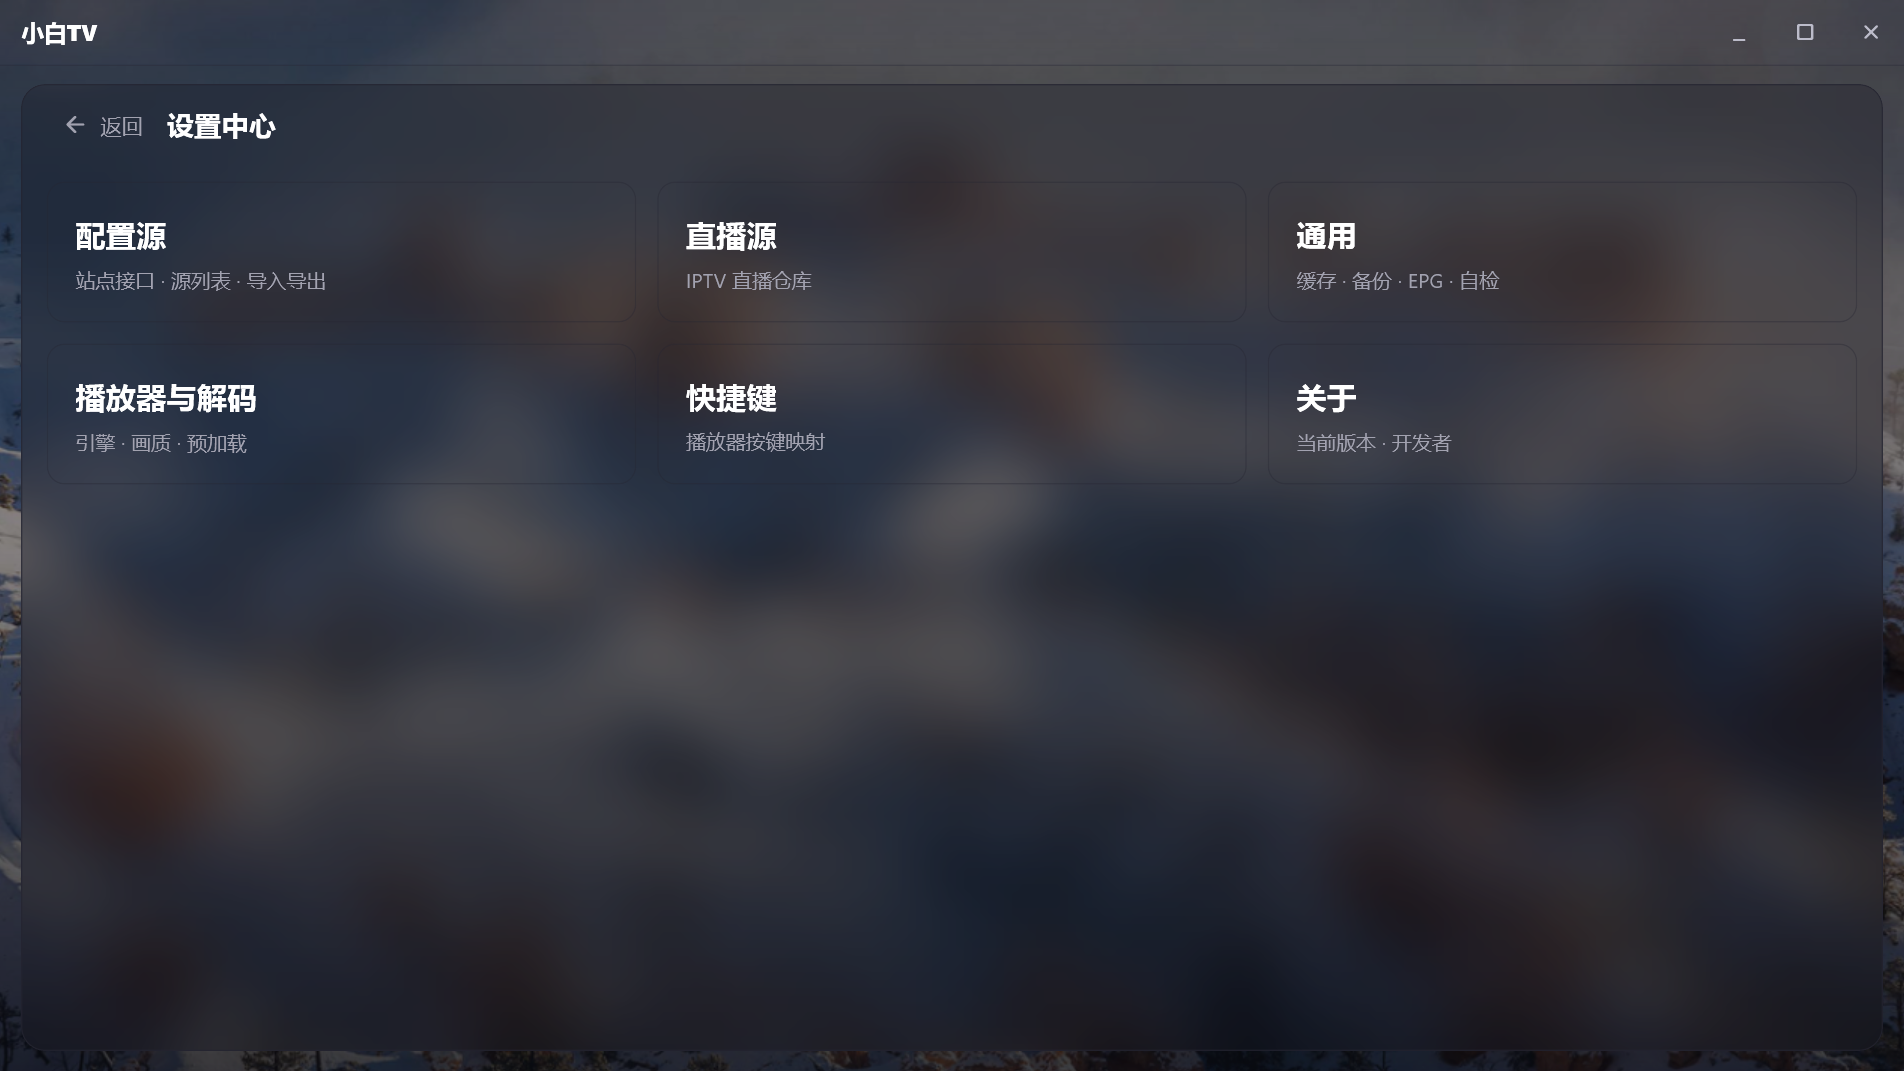 小白TV
返回 设置中心
配置源
站点接口 · 源列表 · 导入导出
直播源
IPTV 直播仓库
通用
缓存 · 备份 · EPG · 自检
播放器与解码
引擎 · 画质 · 预加载
快捷键
播放器按键映射
关于
当前版本 · 开发者